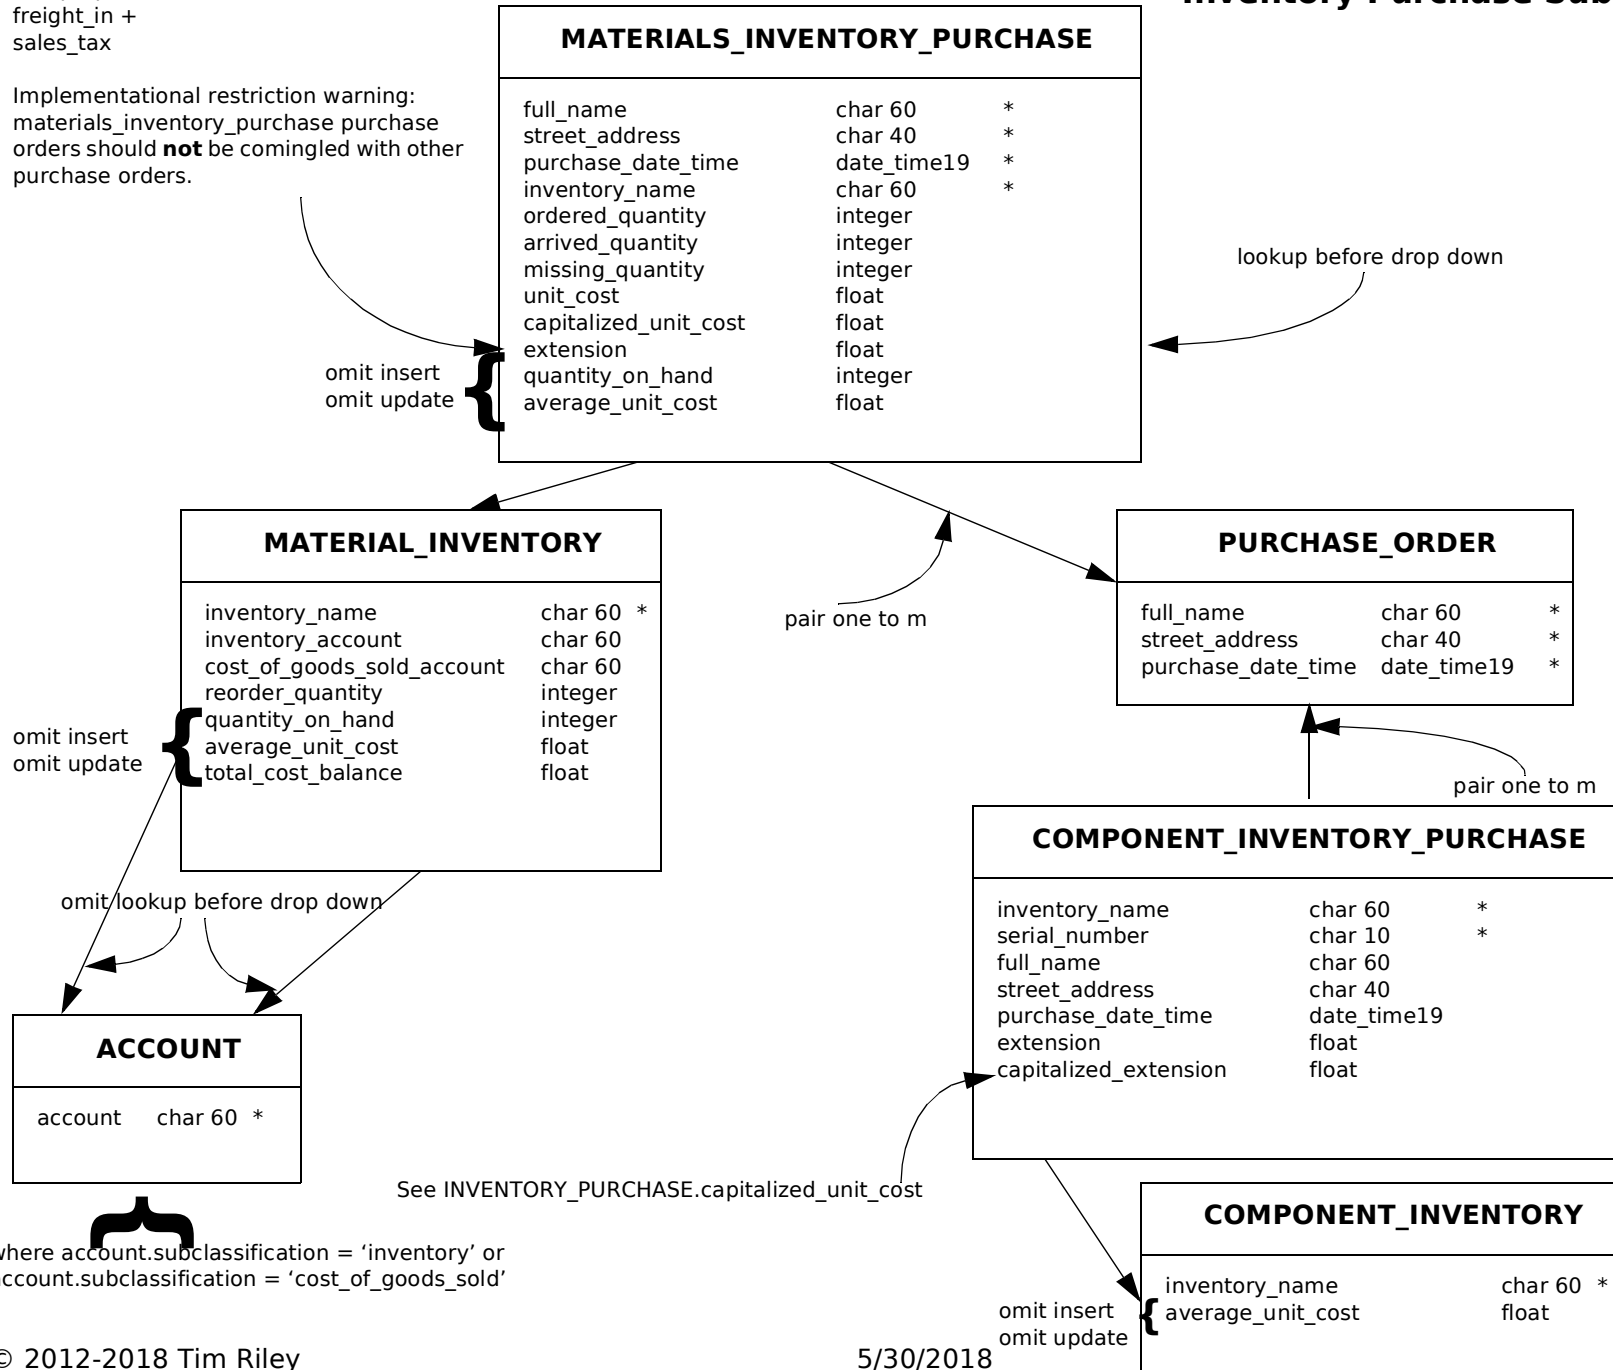 freight_in +
sales_tax
Implementational restriction warning:
materials_inventory_purchase purchase
orders should not be comingled with other
purchase orders.
Inventory Purchase Sub
MATERIALS_INVENTORY_PURCHASE
full_name char 60 *
street_address char 40 *
purchase_date_time date_time19 *
inventory_name char 60 *
ordered_quantity integer
arrived_quantity integer
missing_quantity integer
unit_cost float
capitalized_unit_cost float
extension float
quantity_on_hand integer
average_unit_cost float
omit insert
omit update
lookup before drop down
MATERIAL_INVENTORY
inventory_name char 60 *
inventory_account char 60
cost_of_goods_sold_account char 60
reorder_quantity integer
quantity_on_hand integer
average_unit_cost float
total_cost_balance float
omit insert
omit update
pair one to m
PURCHASE_ORDER
full_name char 60 *
street_address char 40 *
purchase_date_time date_time19 *
pair one to m
COMPONENT_INVENTORY_PURCHASE
inventory_name char 60 *
serial_number char 10 *
full_name char 60
street_address char 40
purchase_date_time date_time19
extension float
capitalized_extension float
omit lookup before drop down
ACCOUNT
account char 60 *
See INVENTORY_PURCHASE.capitalized_unit_cost
where account.subclassification = ‘inventory’ or
account.subclassification = ‘cost_of_goods_sold’
COMPONENT_INVENTORY
inventory_name char 60 *
average_unit_cost float
omit insert
omit update
© 2012-2018 Tim Riley
5/30/2018